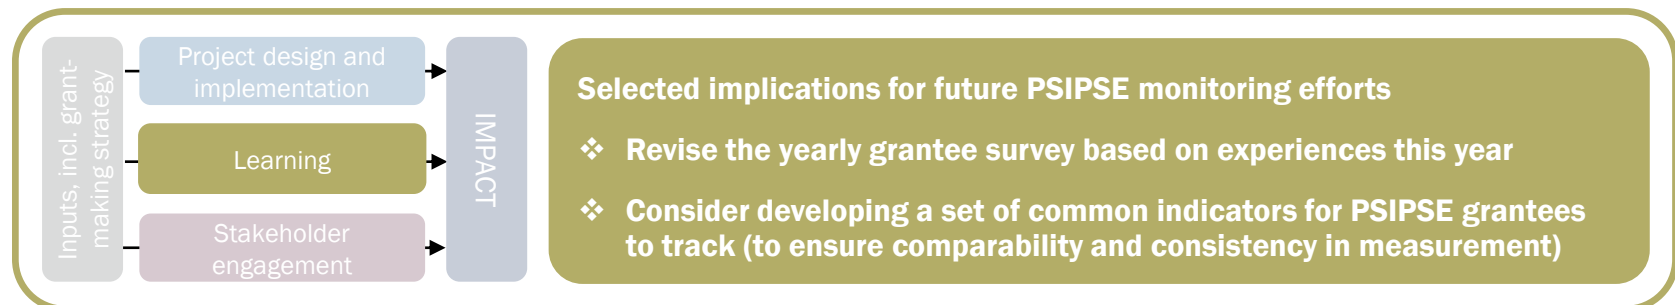 Inputs, incl. grant-
making strategy
Project design and
implementation
Learning
Stakeholder
engagement
IMPACT
Selected implications for future PSIPSE monitoring efforts
❖ Revise the yearly grantee survey based on experiences this year
❖ Consider developing a set of common indicators for PSIPSE grantees
to track (to ensure comparability and consistency in measurement)